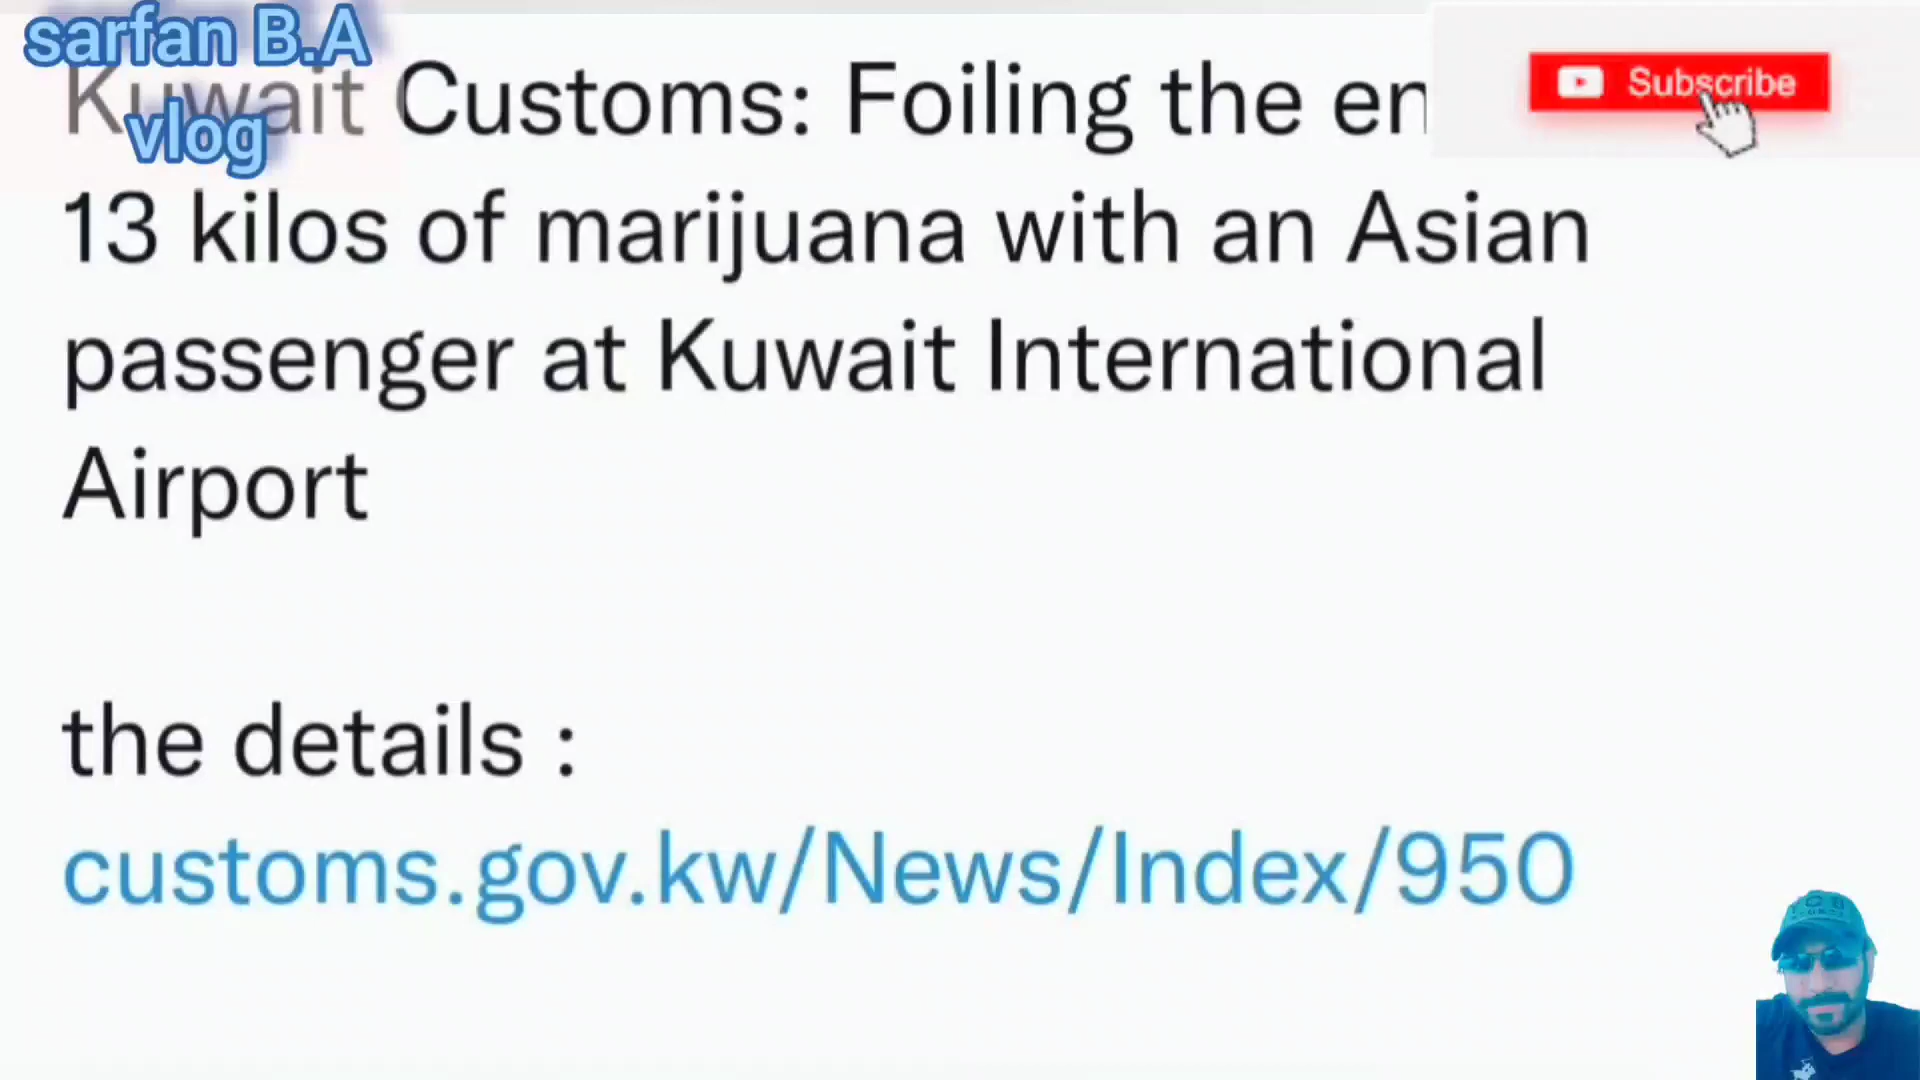 sarfan B.A
vlog
Kuwait Customs: Foiling the
13 kilos of marijuana with an Asian
passenger at Kuwait International
Airport
the details :
customs.gov.kw/News/Index/950
Subscribe